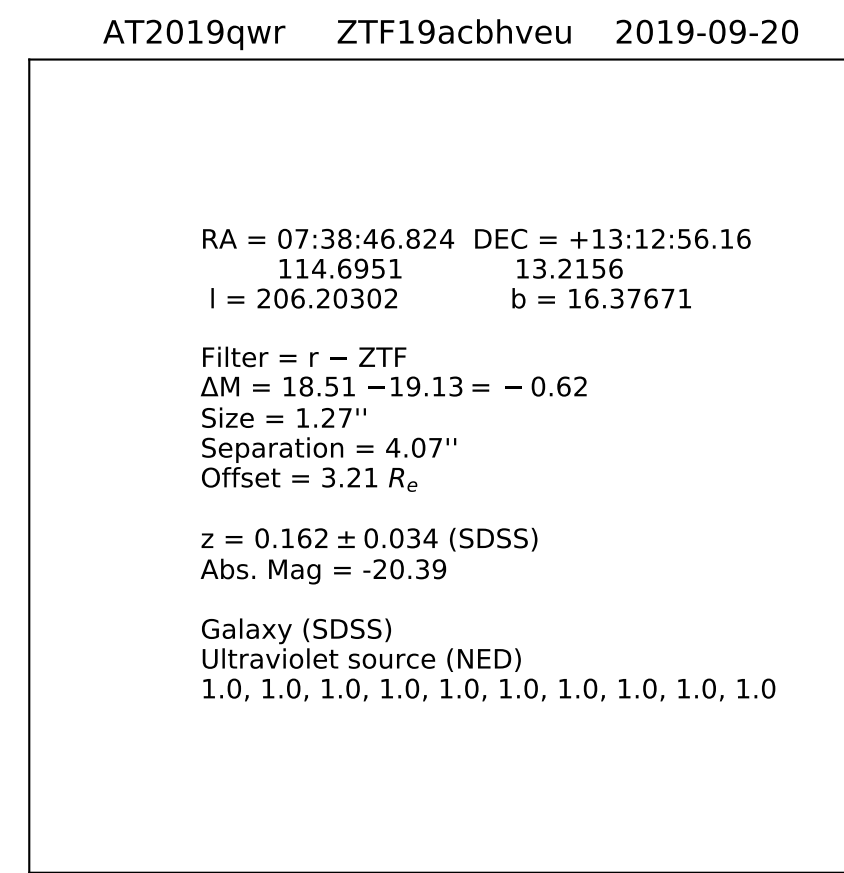 AT2019qwr ZTF19acbhveu 2019-09-20
RA = 07:38:46.824 DEC = +13:12:56.16
114.6951 13.2156
l = 206.20302 b = 16.37671
Filter = r − ZTF
ΔM = 18.51 −19.13 = − 0.62
Size = 1.27''
Separation = 4.07''
Offset = 3.21 Re
z = 0.162 ± 0.034 (SDSS)
Abs. Mag = -20.39
Galaxy (SDSS)
Ultraviolet source (NED)
1.0, 1.0, 1.0, 1.0, 1.0, 1.0, 1.0, 1.0, 1.0, 1.0